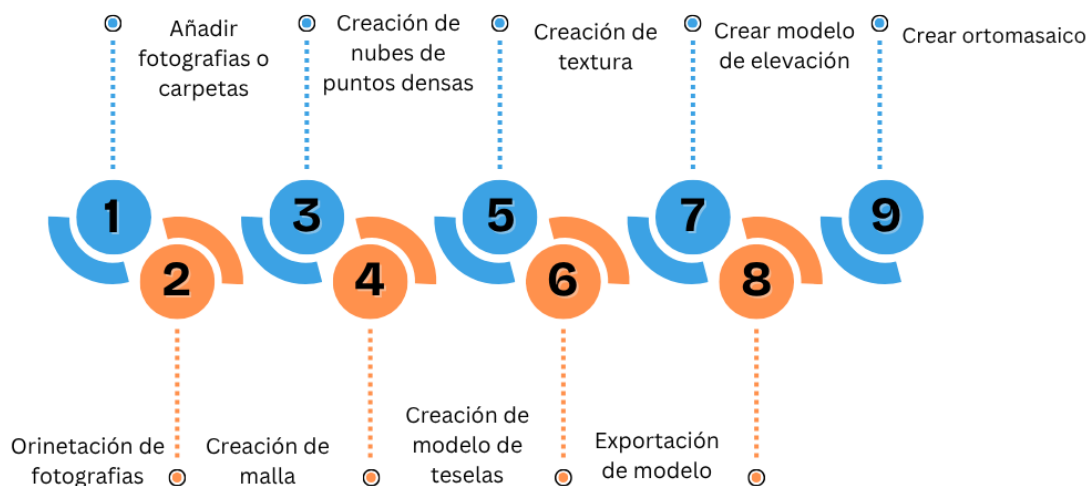 Añadir
fotografias o
carpetas
Creación de
nubes de
puntos densas
Creación de
textura
Crear modelo
de elevación
Crear ortomasaico
1
2
3
4
5
6
7
8
9
Orinetación de
fotografias
Creación de
malla
Creación de
modelo de
teselas
Exportación
de modelo